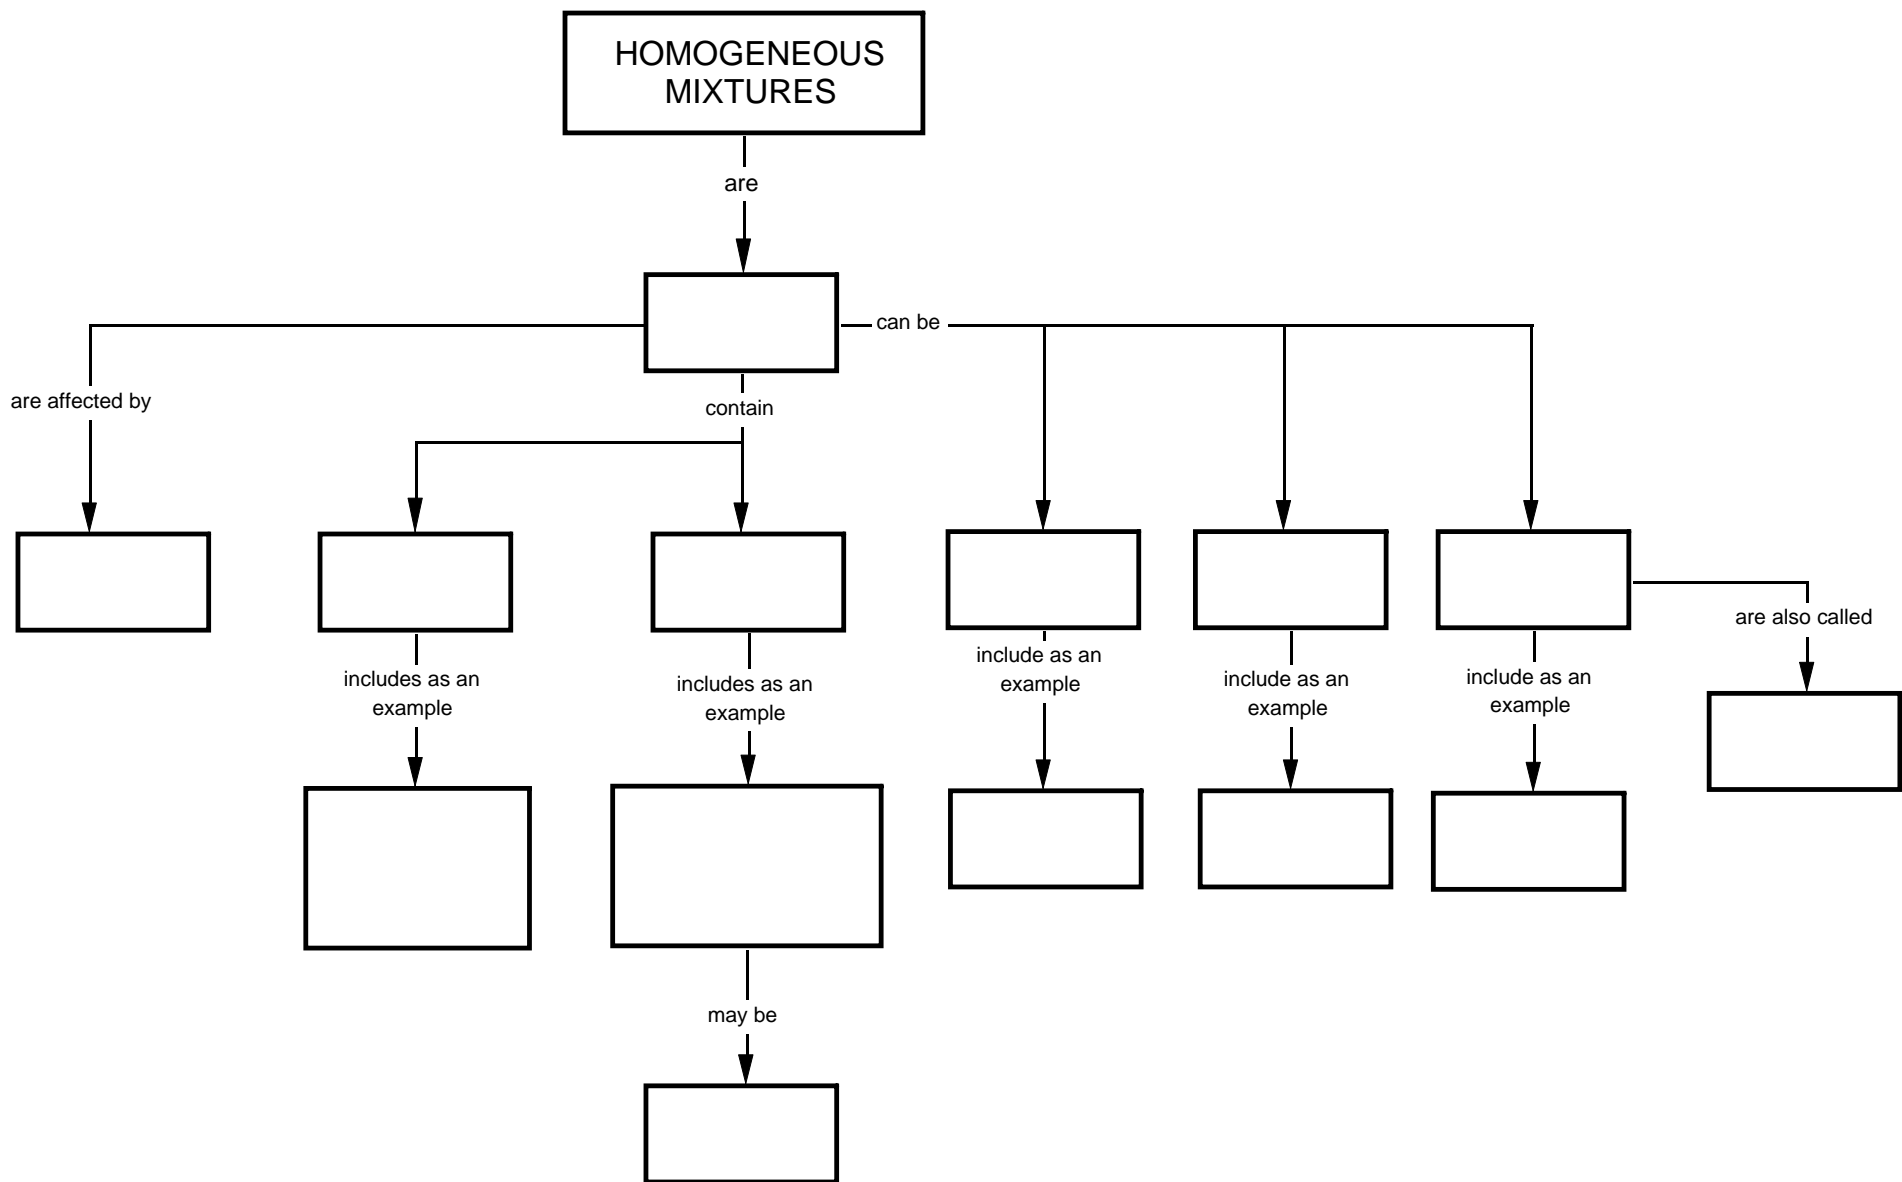 HOMOGENEOUS
MIXTURES
are
can be
are affected by
contain
are also called
includes as an
example
includes as an
example
include as an
example
include as an
example
include as an
example
may be